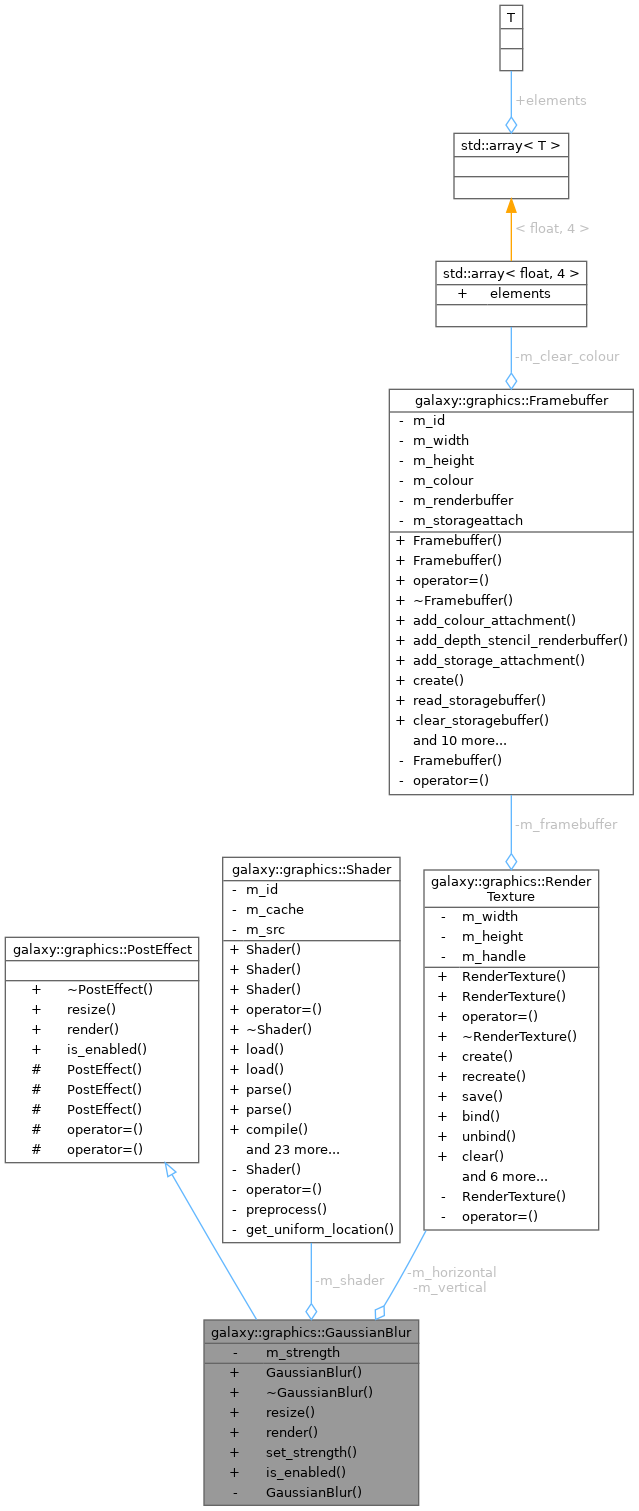 T
+elements
std::array< T >
< float, 4 >
std::array< float, 4 >
+ elements
-m_clear_colour
galaxy::graphics::Framebuffer
- m_id
- m_width
- m_height
- m_colour
- m_renderbuffer
- m_storageattach
+ Framebuffer()
+ Framebuffer()
+ operator=()
+ ~Framebuffer()
+ add_colour_attachment()
+ add_depth_stencil_renderbuffer()
+ add_storage_attachment()
+ create()
+ read_storagebuffer()
+ clear_storagebuffer()
and 10 more...
- Framebuffer()
- operator=()
-m_framebuffer
galaxy::graphics::PostEffect
+ ~PostEffect()
+ resize()
+ render()
+ is_enabled()
# PostEffect()
# PostEffect()
# PostEffect()
# operator=()
# operator=()
galaxy::graphics::Shader
- m_id
- m_cache
- m_src
+ Shader()
+ Shader()
+ Shader()
+ operator=()
+ ~Shader()
+ load()
+ load()
+ parse()
+ parse()
+ compile()
and 23 more...
- Shader()
- operator=()
- preprocess()
- get_uniform_location()
galaxy::graphics::Render
Texture
- m_width
- m_height
- m_handle
+ RenderTexture()
+ RenderTexture()
+ operator=()
+ ~RenderTexture()
+ create()
+ recreate()
+ save()
+ bind()
+ unbind()
+ clear()
and 6 more...
- RenderTexture()
- operator=()
-m_shader
-m_horizontal
-m_vertical
galaxy::graphics::GaussianBlur
- m_strength
+ GaussianBlur()
+ ~GaussianBlur()
+ resize()
+ render()
+ set_strength()
+ is_enabled()
- GaussianBlur()